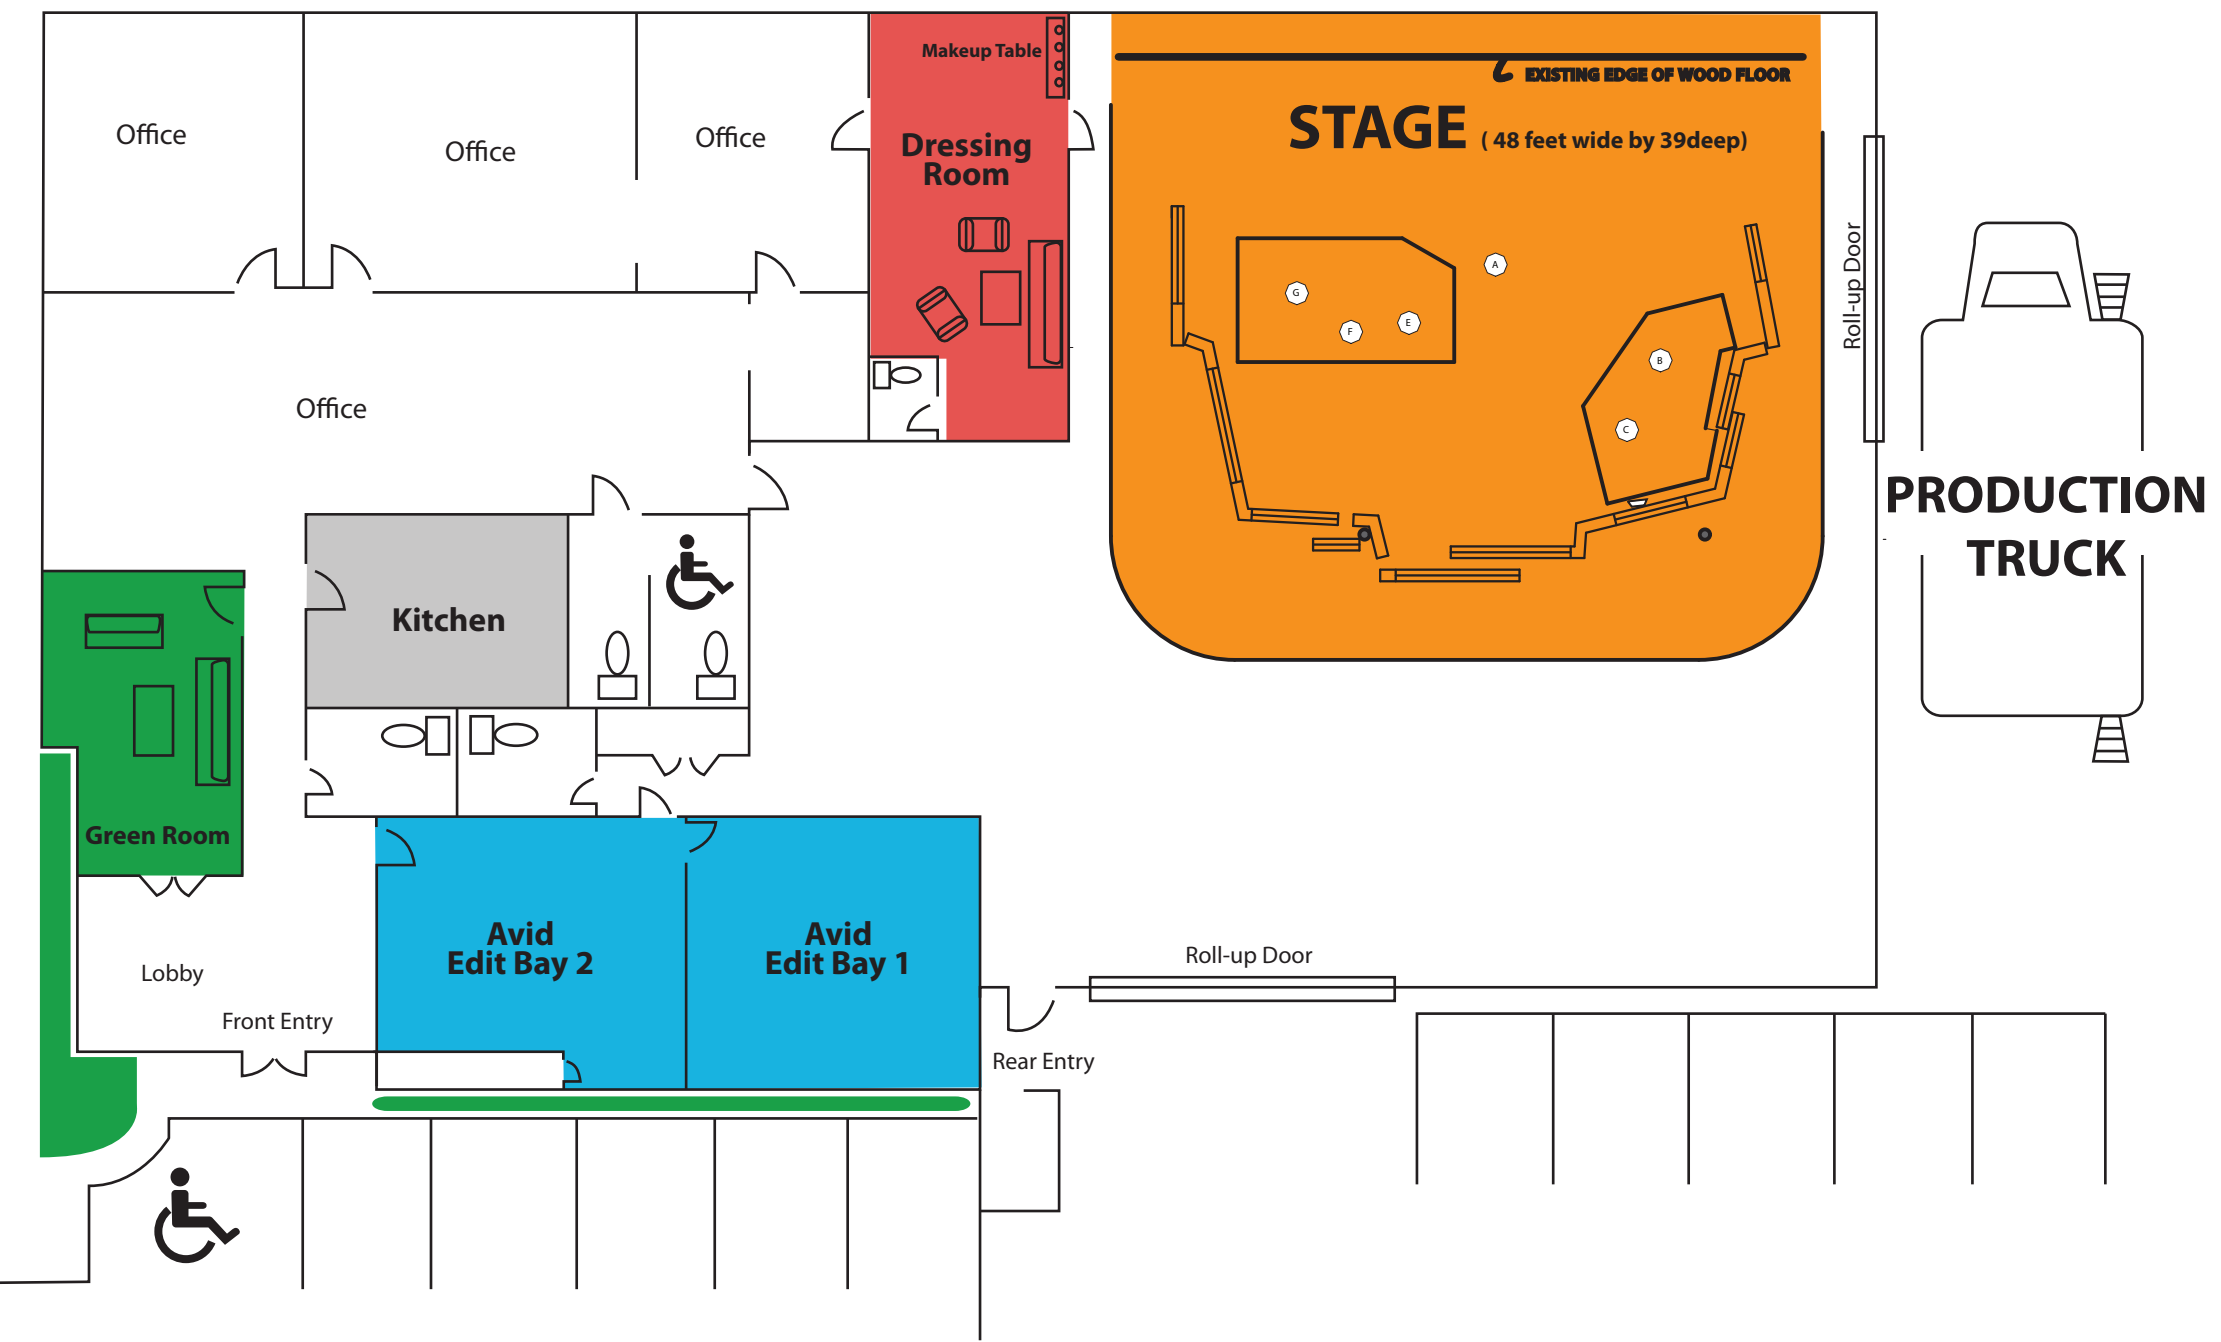 Office
Office
Office
Makeup Table
Dressing
Room
EXISTING EDGE OF WOOD FLOOR
STAGE ( 48 feet wide by 39deep)
A
G
F
E
B
C
Roll-up Door
PRODUCTION
TRUCK
Office
Kitchen
Green Room
Avid
Edit Bay 2
Avid
Edit Bay 1
Lobby
Front Entry
Roll-up Door
Rear Entry